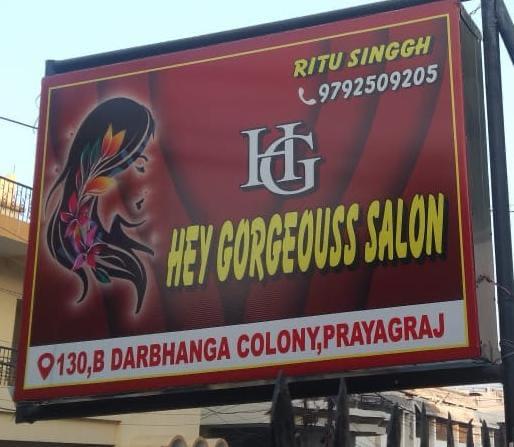 RITU SINGGH
9792509205
HG
HEY GORGEOUSS SALON
130,B DARBHANGA COLONY,PRAYAGRAJ